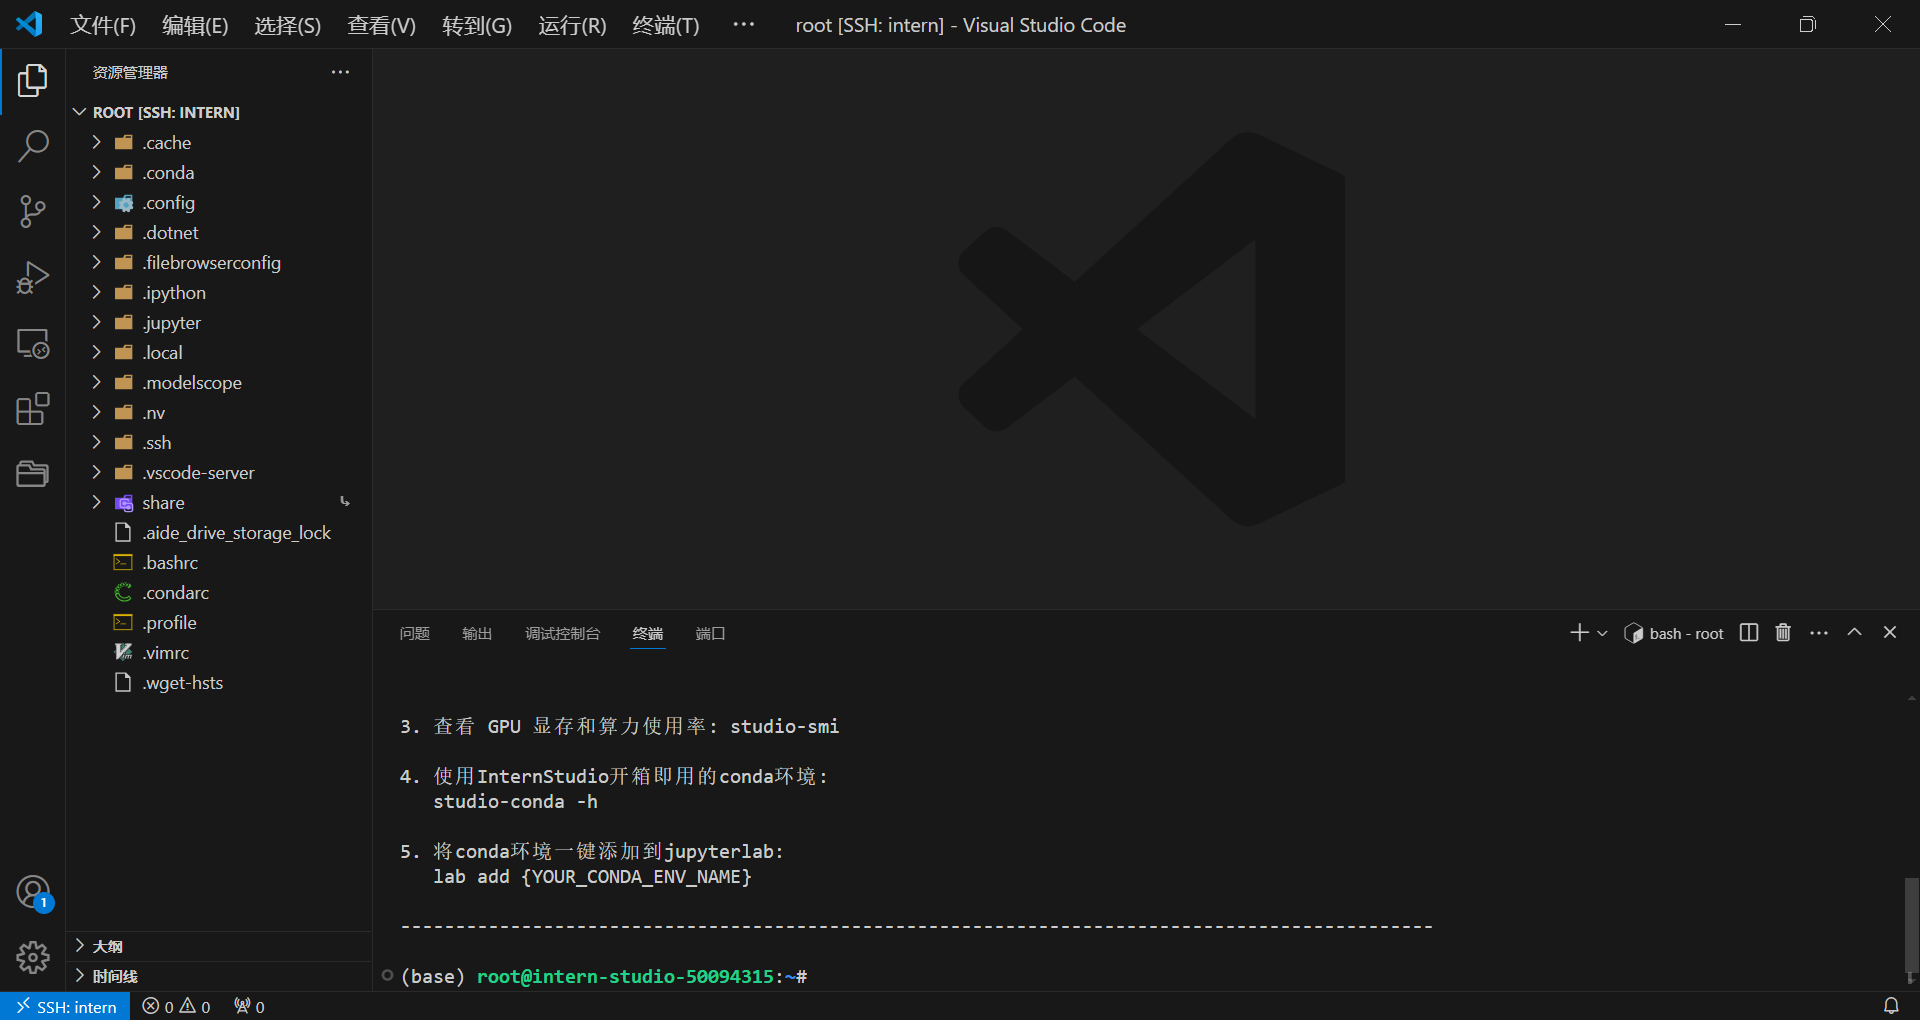 文件(F) 编辑(E) 选择(S) 查看(V) 转到(G) 运行(R) 终端(T) ··· root [SSH: intern] - Visual Studio Code
资源管理器
ROOT [SSH: INTERN]
.cache
.conda
.config
.dotnet
.filebrowserconfig
.ipython
.jupyter
.local
.modelscope
.nv
.ssh
.vscode-server
share
.aide_drive_storage_lock
.bashrc
.condarc
.profile
.vimrc
.wget-hsts
大纲
时间线
问题 输出 调试控制台 终端 端口 bash - root
3. 查看 GPU 显存和算力使用率: studio-smi
4. 使用InternStudio开箱即用的conda环境:
studio-conda -h
5. 将conda环境一键添加到jupyterlab:
lab add {YOUR_CONDA_ENV_NAME}
----------------------------------------------------------------------------------------------
(base) root@intern-studio-50094315:~#
1
SSH: intern 0 0 0